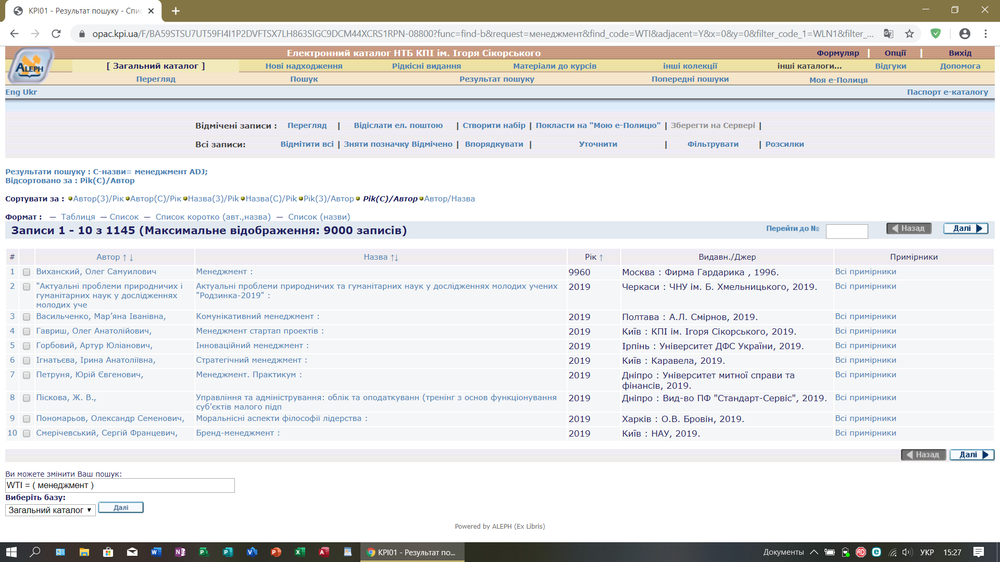 KPI01 - Результат пошуку - Спис
opac.kpi.ua/F/BA59STSU7UT59FI4I1P2DVFTSX7LH863SIGC9DCM44XCRS1RPN-08800?func=find-b&request=менеджмент&find_code=WTI&adjacent=Y&x=0&y=0&filter_code_1=WLN1&filter_...
Електронний каталог НТБ КПІ ім. Ігоря Сікорського
Формуляр | Опції | Вихід
ALEPH
[ Загальний каталог ] Нові надходження Рідкісні видання Матеріали до курсів інші колекції інші каталоги... Відгуки Допомога
Перегляд Пошук Результат пошуку Попередні пошуки Моя е-Полиця
Eng Ukr Паспорт е-каталогу
Відмічені записи : Перегляд | Відіслати ел. поштою | Створити набір | Покласти на "Мою е-Полицю" | Зберегти на Сервері |
Всі записи: Відмітити всі | Зняти позначку Відмічено | Впорядкувати | Уточнити | Фільтрувати | Розсилки
Результати пошуку : С-назви= менеджмент ADJ;
Відсортовано за : Рік(С)/Автор
Сортувати за : Автор(З)/Рік Автор(С)/Рік Назва(З)/Рік Назва(С)/Рік Рік(З)/Автор Рік(С)/Автор Автор/Назва
Формат : — Таблиця — Список — Список коротко (авт.,назва) — Список (назви)
Записи 1 - 10 з 1145 (Максимальне відображення: 9000 записів) Перейти до № Назад Далі
# Автор ↑ ↓ Назва ↑↓ Рік ↑ Видавн./Джер Примірники
1 Виханский, Олег Самуилович Менеджмент : 9960 Москва : Фирма Гардарика , 1996. Всі примірники
2 "Актуальні проблеми природничих і Актуальні проблеми природничих та гуманітарних наук у дослідженнях молодих учених 2019 Черкаси : ЧНУ ім. Б. Хмельницького, 2019. Всі примірники
гуманітарних наук у дослідженнях "Родзинка-2019" :
молодих уче
3 Васильченко, Мар’яна Іванівна, Комунікативний менеджмент : 2019 Полтава : А.Л. Смірнов, 2019. Всі примірники
4 Гавриш, Олег Анатолійович, Менеджмент стартап проектів : 2019 Київ : КПІ ім. Ігоря Сікорського, 2019. Всі примірники
5 Горбовий, Артур Юліанович, Інноваційний менеджмент : 2019 Ірпінь : Університет ДФС України, 2019. Всі примірники
6 Ігнатьєва, Ірина Анатоліївна, Стратегічний менеджмент : 2019 Київ : Каравела, 2019. Всі примірники
7 Петруня, Юрій Євгенович, Менеджмент. Практикум : 2019 Дніпро : Університет митної справи та Всі примірники
фінансів, 2019.
8 Піскова, Ж. В., Управління та адміністрування: облік та оподаткуванн (тренінг з основ функціонування 2019 Дніпро : Вид-во ПФ "Стандарт-Сервіс", 2019. Всі примірники
суб’єктів малого підп
9 Пономарьов, Олександр Семенович, Моральнісні аспекти філософії лідерства : 2019 Харків : О.В. Бровін, 2019. Всі примірники
10 Смерічевський, Сергій Францевич, Бренд-менеджмент : 2019 Київ : НАУ, 2019. Всі примірники
Назад Далі
Ви можете змінити Ваш пошук:
WTI = ( менеджмент )
Виберіть базу:
Загальний каталог Далі
Powered by ALEPH (Ex Libris)
KPI01 - Результат по... Документы УКР 15:27